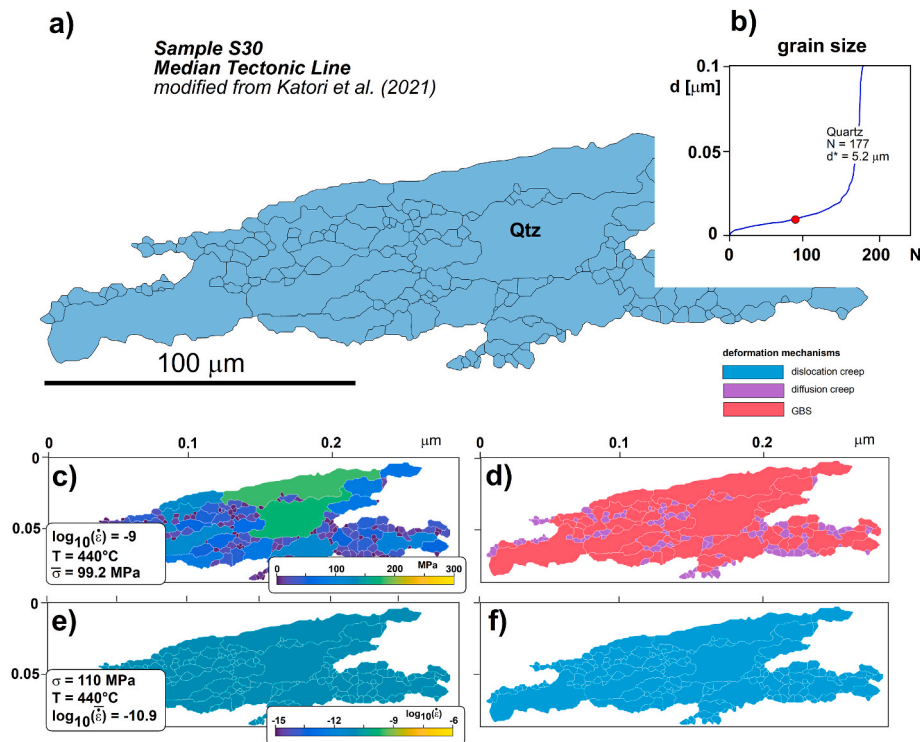 a)
Sample S30
Median Tectonic Line
modified from Katori et al. (2021)
Qtz
100 μm
b)
grain size
0.1
d [μm]
0.05
0
Quartz
N = 177
d* = 5.2 μm
0
100
200
N
deformation mechanisms
dislocation creep
diffusion creep
GBS
0
0.1
0.2
μm
0
0.05
c)
log10(ε̇) = -9
T = 440°C
σ̅ = 99.2 MPa
MPa
0
100
200
300
0
0.1
0.2
μm
d)
0
0.05
e)
σ = 110 MPa
T = 440°C
log10(ε̇̅) = -10.9
log10(ε̇)
-15
-12
-9
-6
f)